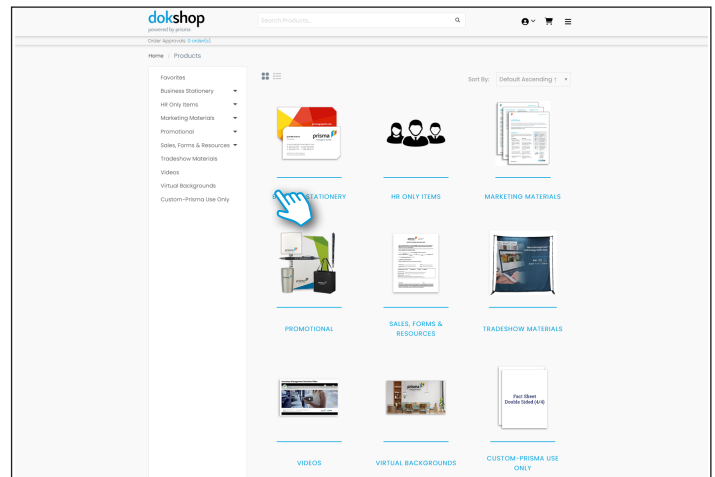 dokshop
powered by prisma
Search Products...
Order Approvals: 0 order(s).
Home | Products
Favorites
Business Stationery
HR Only Items
Marketing Materials
Promotional
Sales, Forms & Resources
Tradeshow Materials
Videos
Virtual Backgrounds
Custom-Prisma Use Only
Sort By: Default Ascending
prisma
B STATIONERY
HR ONLY ITEMS
MARKETING MATERIALS
PROMOTIONAL
SALES, FORMS &
RESOURCES
TRADESHOW MATERIALS
prisma
Fact Sheet
Double Sided (4/4)
VIDEOS
VIRTUAL BACKGROUNDS
CUSTOM-PRISMA USE
ONLY